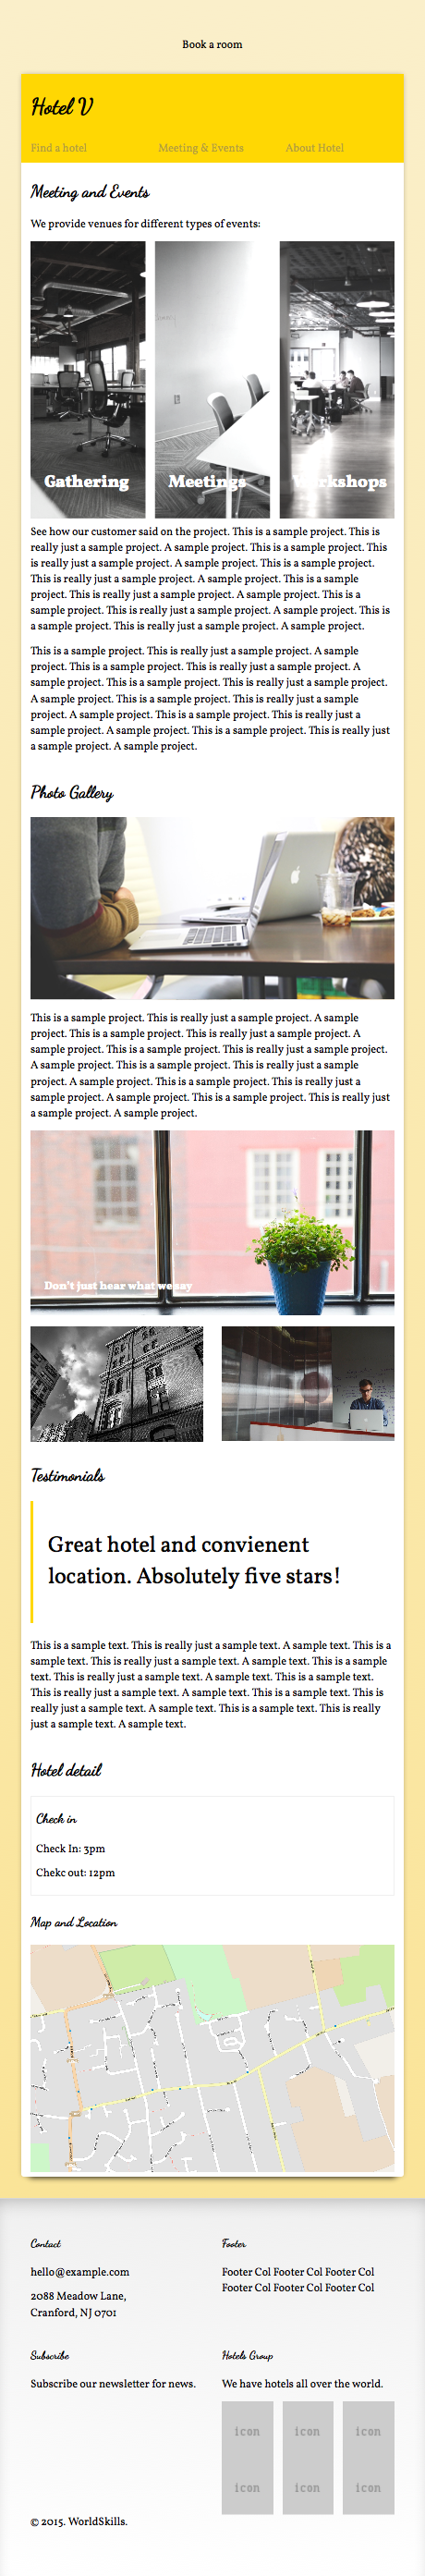 Book a room
Hotel V
Find a hotel Meeting & Events About Hotel
Meeting and Events
We provide venues for different types of events:
Gathering Meetings Workshops
See how our customer said on the project. This is a sample project. This is
really just a sample project. A sample project. This is a sample project. This
is really just a sample project. A sample project. This is a sample project.
This is really just a sample project. A sample project. This is a sample
project. This is really just a sample project. A sample project. This is a
sample project. This is really just a sample project. A sample project. This is
a sample project. This is really just a sample project. A sample project.
This is a sample project. This is really just a sample project. A sample
project. This is a sample project. This is really just a sample project. A
sample project. This is a sample project. This is really just a sample project.
A sample project. This is a sample project. This is really just a sample
project. A sample project. This is a sample project. This is really just a
sample project. A sample project. This is a sample project. This is really just
a sample project. A sample project.
Photo Gallery
This is a sample project. This is really just a sample project. A sample
project. This is a sample project. This is really just a sample project. A
sample project. This is a sample project. This is really just a sample project.
A sample project. This is a sample project. This is really just a sample
project. A sample project. This is a sample project. This is really just a
sample project. A sample project. This is a sample project. This is really just
a sample project. A sample project.
Don't just hear what we say
Testimonials
Great hotel and convienent
location. Absolutely five stars!
This is a sample text. This is really just a sample text. A sample text. This is a
sample text. This is really just a sample text. A sample text. This is a sample
text. This is really just a sample text. A sample text. This is a sample text.
This is really just a sample text. A sample text. This is a sample text. This is
really just a sample text. A sample text. This is a sample text. This is really
just a sample text. A sample text.
Hotel detail
Check in
Check In: 3pm
Chekc out: 12pm
Map and Location
Contact
hello@example.com
2088 Meadow Lane,
Cranford, NJ 0701
Footer
Footer Col Footer Col Footer Col
Footer Col Footer Col Footer Col
Subscribe
Subscribe our newsletter for news.
Hotels Group
We have hotels all over the world.
icon icon icon
icon icon icon
© 2015. WorldSkills.